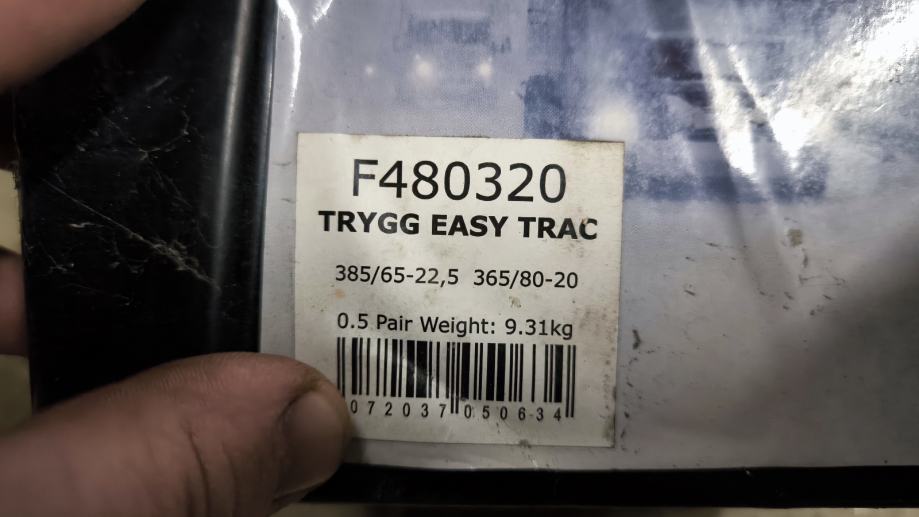 F480320
TRYGG EASY TRAC
385/65-22,5 365/80-20
0.5 Pair Weight: 9.31kg
072037 050634